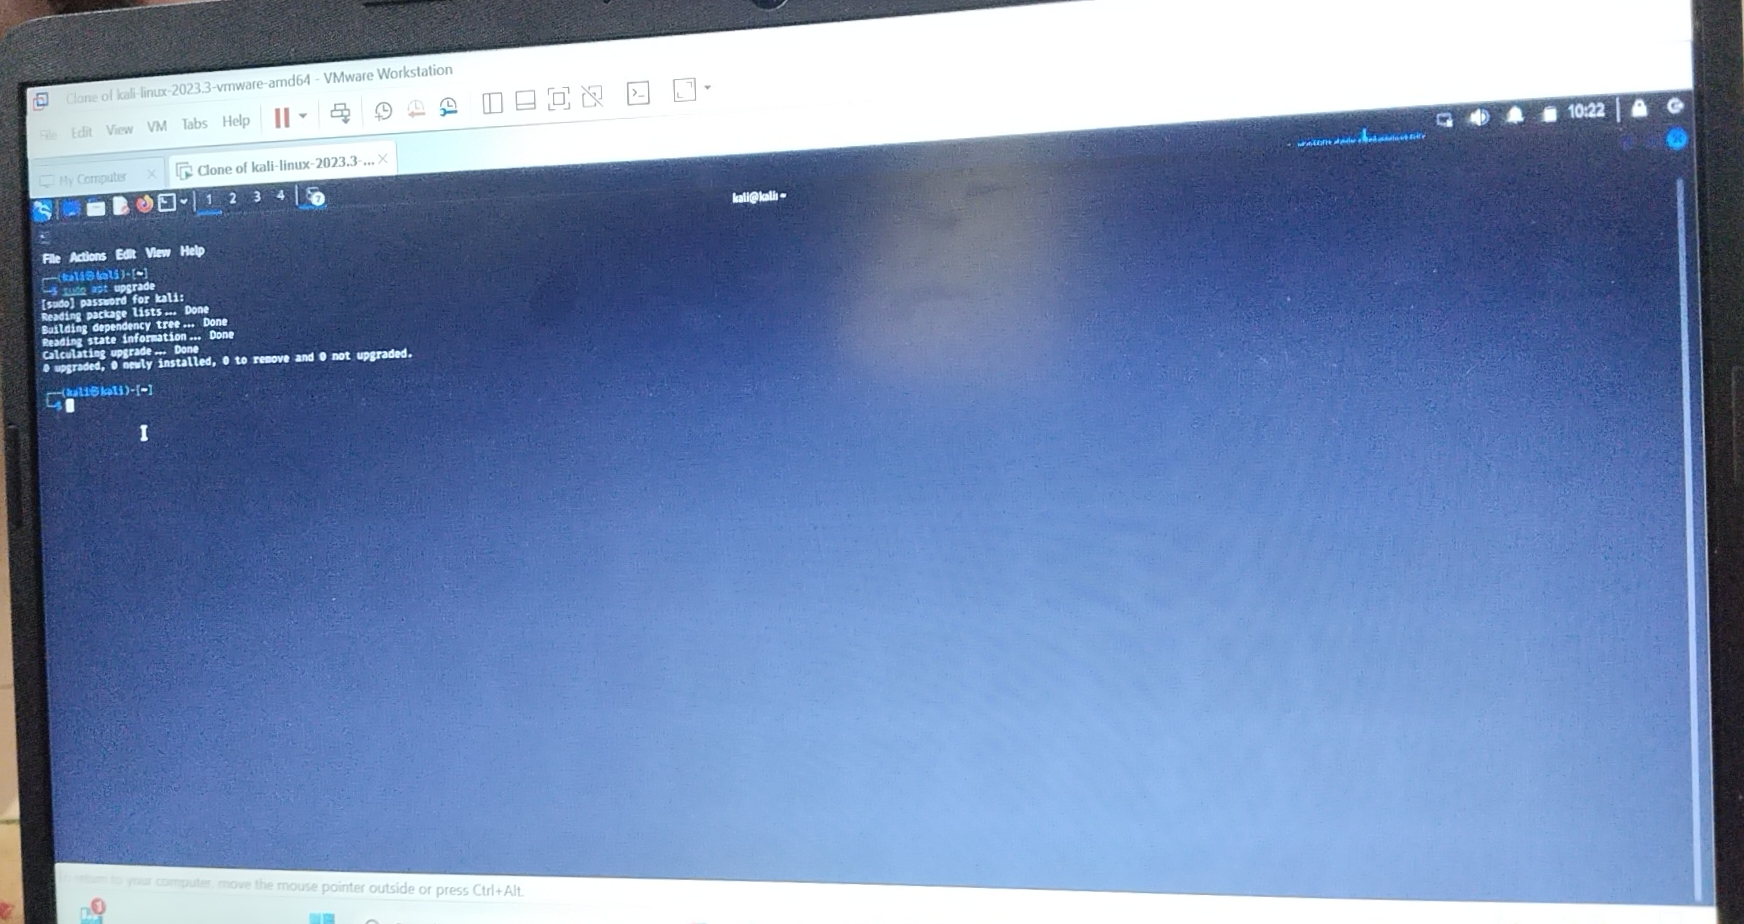 Clone of kali-linux-2023.3-vmware-amd64 - VMware Workstation
File Edit View VM Tabs Help
My Computer
Clone of kali-linux-2023.3-...
10:22
1 2 3 4
kali@kali: ~
File Actions Edit View Help
(kali㉿kali)-[~]
$ sudo apt upgrade
[sudo] password for kali:
Reading package lists... Done
Building dependency tree... Done
Reading state information... Done
Calculating upgrade... Done
0 upgraded, 0 newly installed, 0 to remove and 0 not upgraded.
(kali㉿kali)-[~]
$
return to your computer, move the mouse pointer outside or press Ctrl+Alt.
1